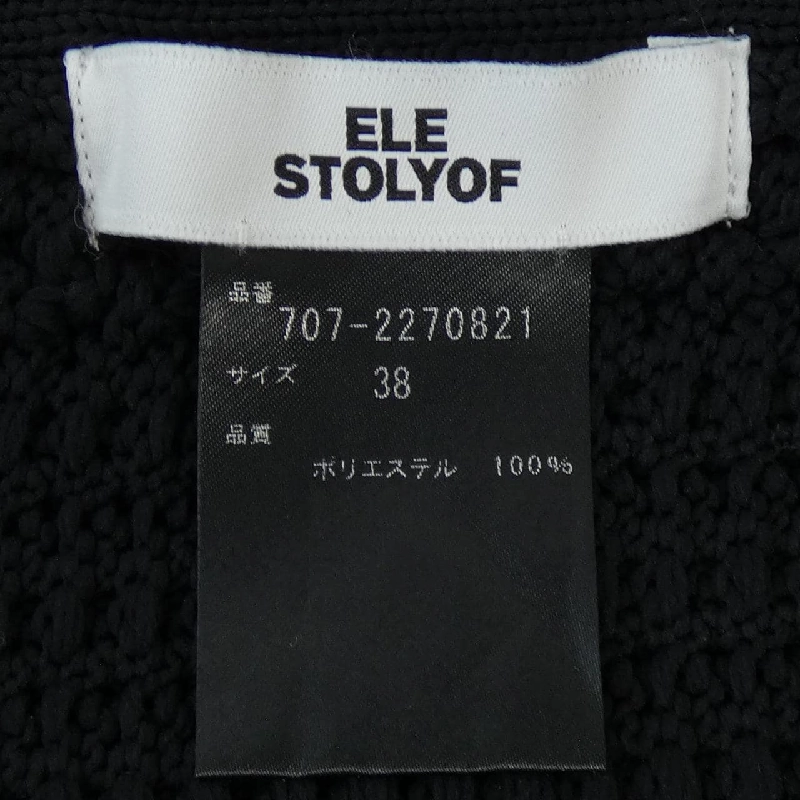 ELE
STOLYOF
品番
707-2270821
サイズ 38
品質
ポリエステル 100%